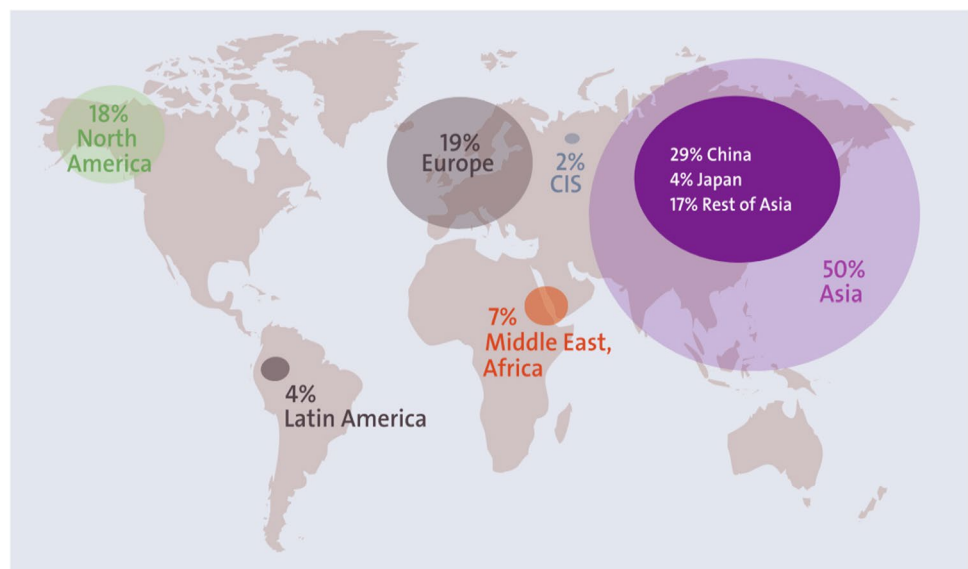 18%
North
America
19%
Europe
2%
CIS
29% China
4% Japan
17% Rest of Asia
50%
Asia
7%
Middle East,
Africa
4%
Latin America